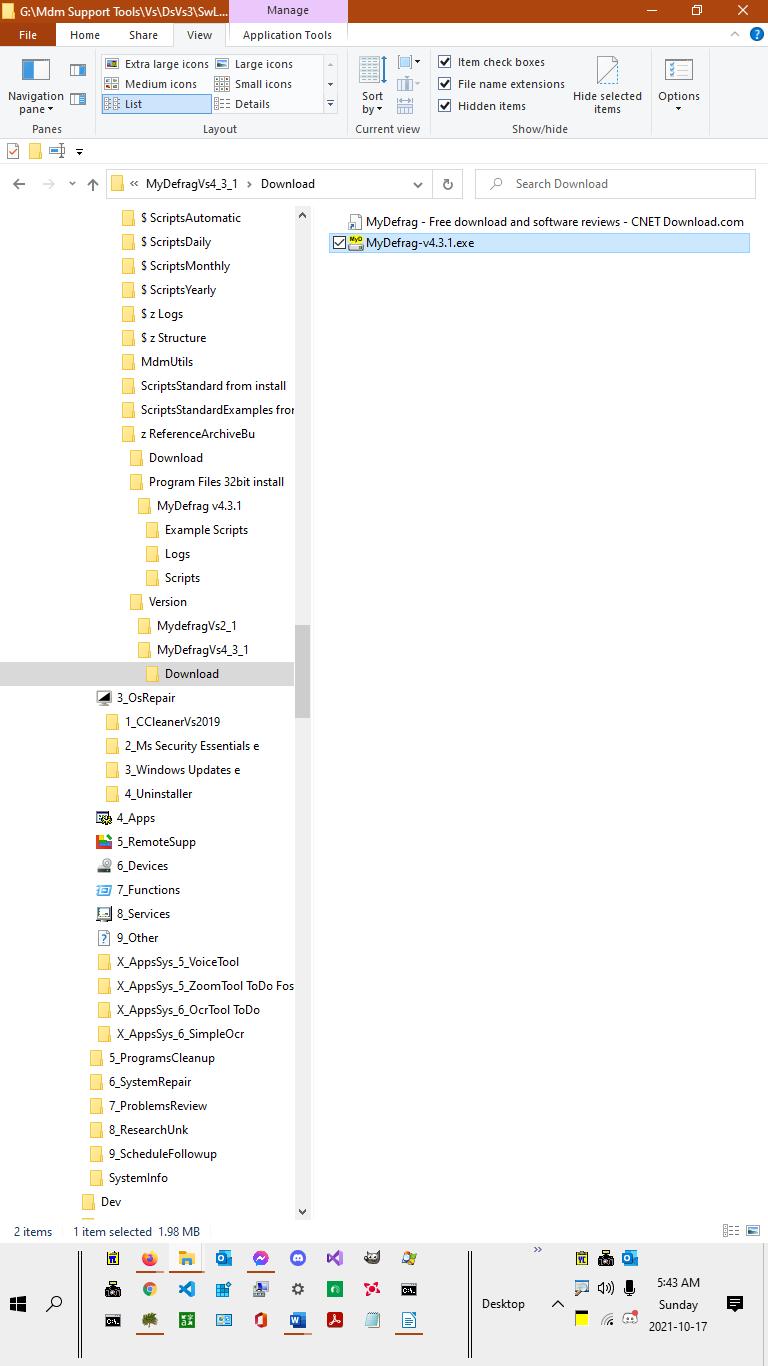 G:\Mdm Support Tools\Vs\DsVs3\SwL...
Manage
File
Home
Share
View
Application Tools
Navigation pane
Extra large icons
Large icons
Medium icons
Small icons
List
Details
Sort by
Item check boxes
File name extensions
Hidden items
Hide selected items
Options
Panes
Layout
Current view
Show/hide
« MyDefragVs4_3_1 › Download
Search Download
$ ScriptsAutomatic
$ ScriptsDaily
$ ScriptsMonthly
$ ScriptsYearly
$ z Logs
$ z Structure
MdmUtils
ScriptsStandard from install
ScriptsStandardExamples fror
z ReferenceArchiveBu
Download
Program Files 32bit install
MyDefrag v4.3.1
Example Scripts
Logs
Scripts
Version
MydefragVs2_1
MyDefragVs4_3_1
Download
3_OsRepair
1_CCleanerVs2019
2_Ms Security Essentials e
3_Windows Updates e
4_Uninstaller
4_Apps
5_RemoteSupp
6_Devices
7_Functions
8_Services
9_Other
X_AppsSys_5_VoiceTool
X_AppsSys_5_ZoomTool ToDo Fos
X_AppsSys_6_OcrTool ToDo
X_AppsSys_6_SimpleOcr
5_ProgramsCleanup
6_SystemRepair
7_ProblemsReview
8_ResearchUnk
9_ScheduleFollowup
SystemInfo
Dev
MyDefrag - Free download and software reviews - CNET Download.com
MyDefrag-v4.3.1.exe
2 items
1 item selected 1.98 MB
Desktop
5:43 AM
Sunday
2021-10-17